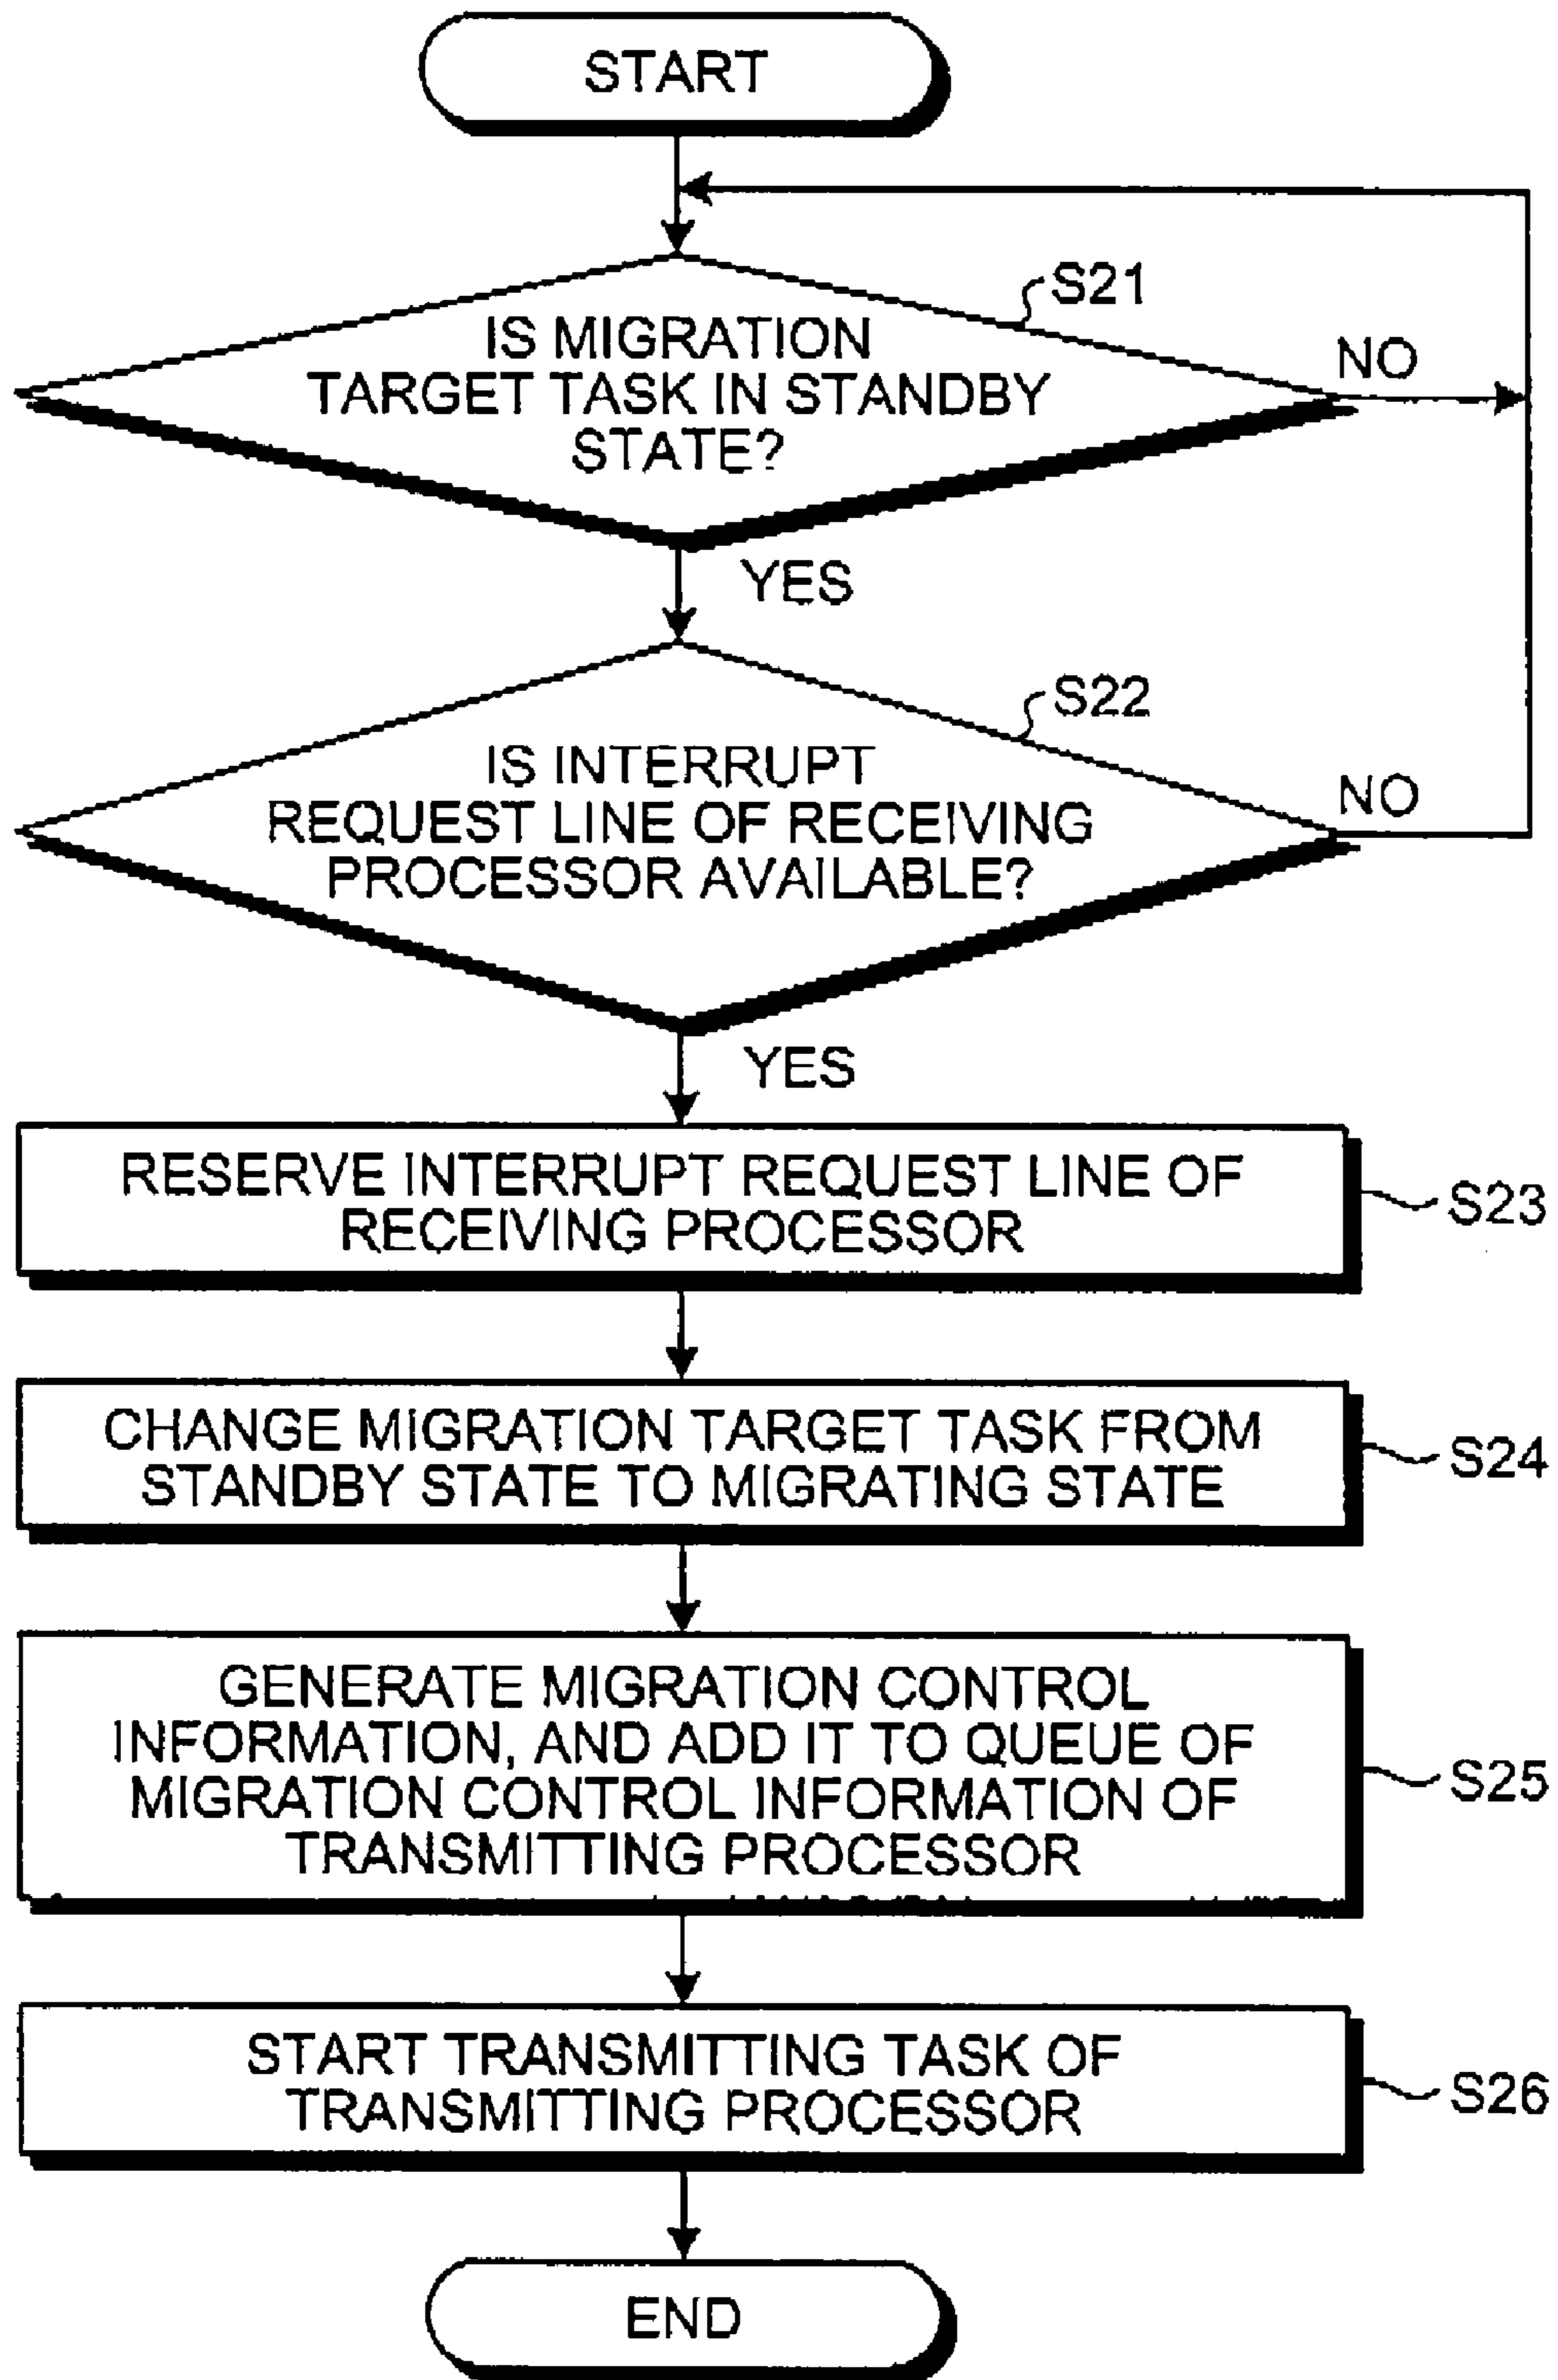 START
S21
IS MIGRATION
TARGET TASK IN STANDBY
STATE?
NO
YES
S22
IS INTERRUPT
REQUEST LINE OF RECEIVING
PROCESSOR AVAILABLE?
NO
YES
RESERVE INTERRUPT REQUEST LINE OF
RECEIVING PROCESSOR
S23
CHANGE MIGRATION TARGET TASK FROM
STANDBY STATE TO MIGRATING STATE
S24
GENERATE MIGRATION CONTROL
INFORMATION, AND ADD IT TO QUEUE OF
MIGRATION CONTROL INFORMATION OF
TRANSMITTING PROCESSOR
S25
START TRANSMITTING TASK OF
TRANSMITTING PROCESSOR
S26
END